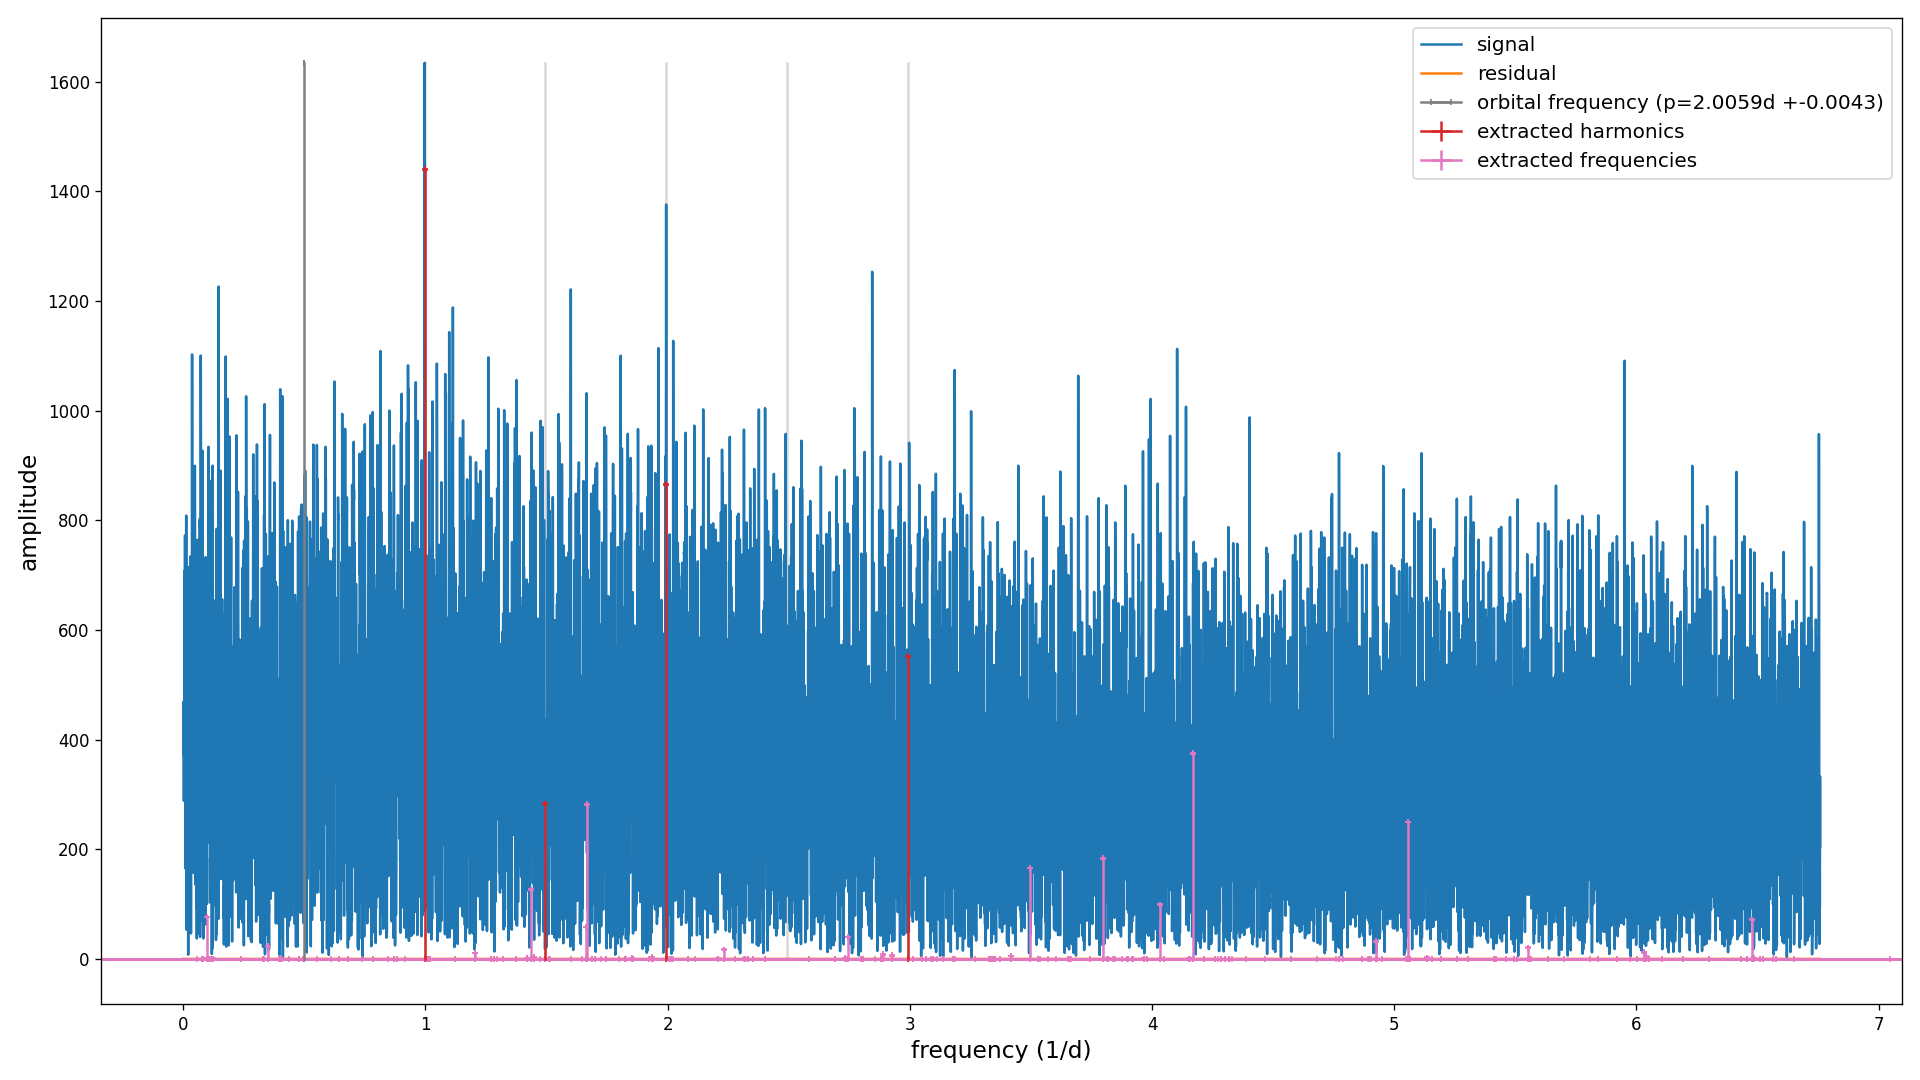 signal
residual
orbital frequency (p=2.0059d +-0.0043)
extracted harmonics
extracted frequencies
1600
1400
1200
1000
800
600
400
200
0
amplitude
0 1 2 3 4 5 6 7
frequency (1/d)